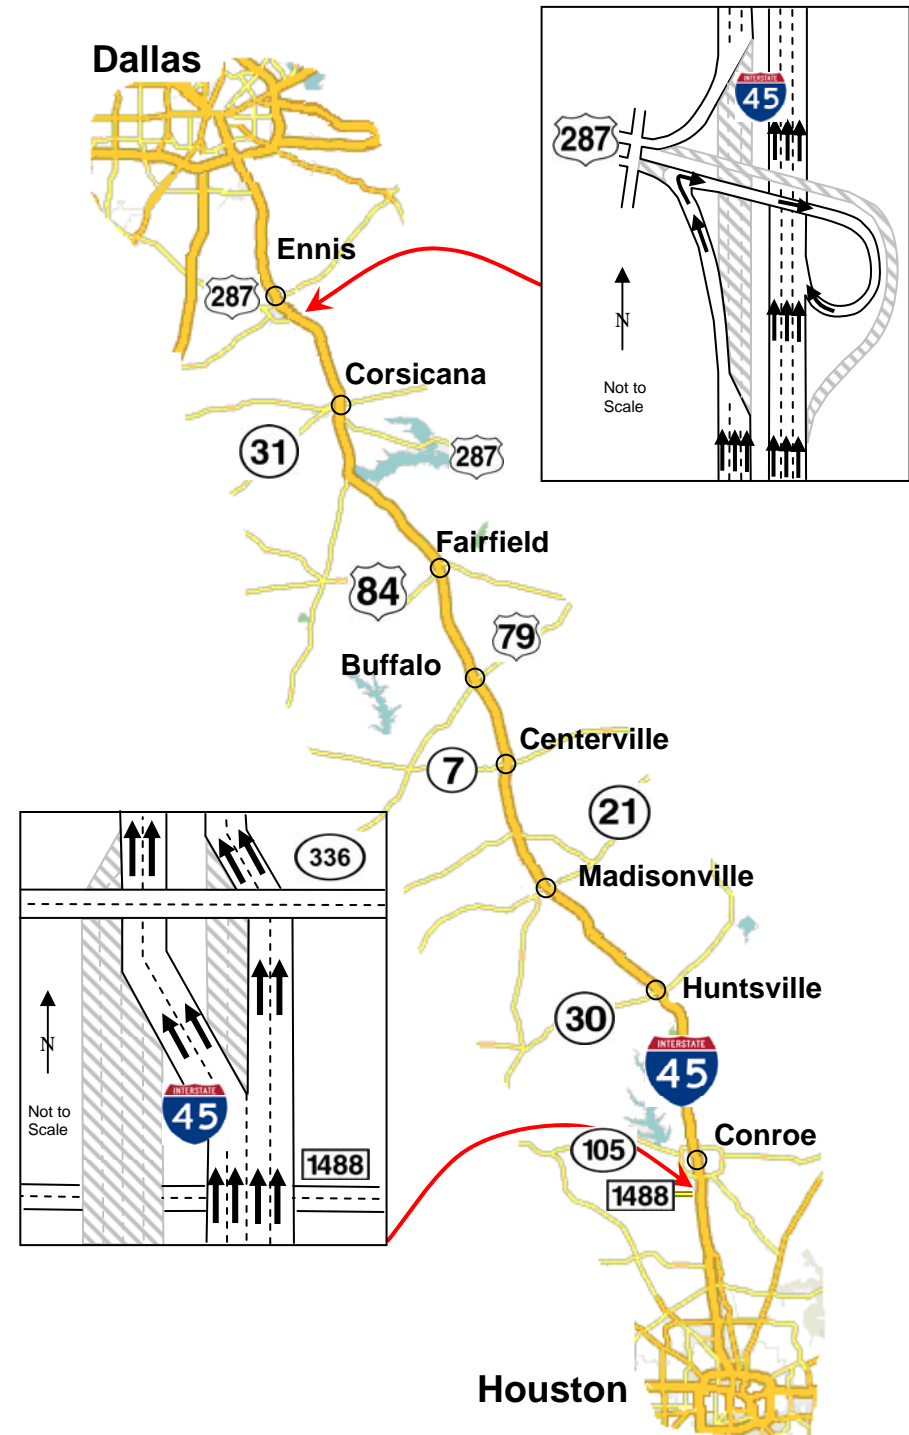 Dallas
INTERSTATE
45
287
N
Not to
Scale
Ennis
287
Corsicana
31
287
Fairfield
84
79
Buffalo
Centerville
7
21
336
Madisonville
Huntsville
30
INTERSTATE
45
N
Not to
Scale
INTERSTATE
45
1488
Conroe
105
1488
Houston